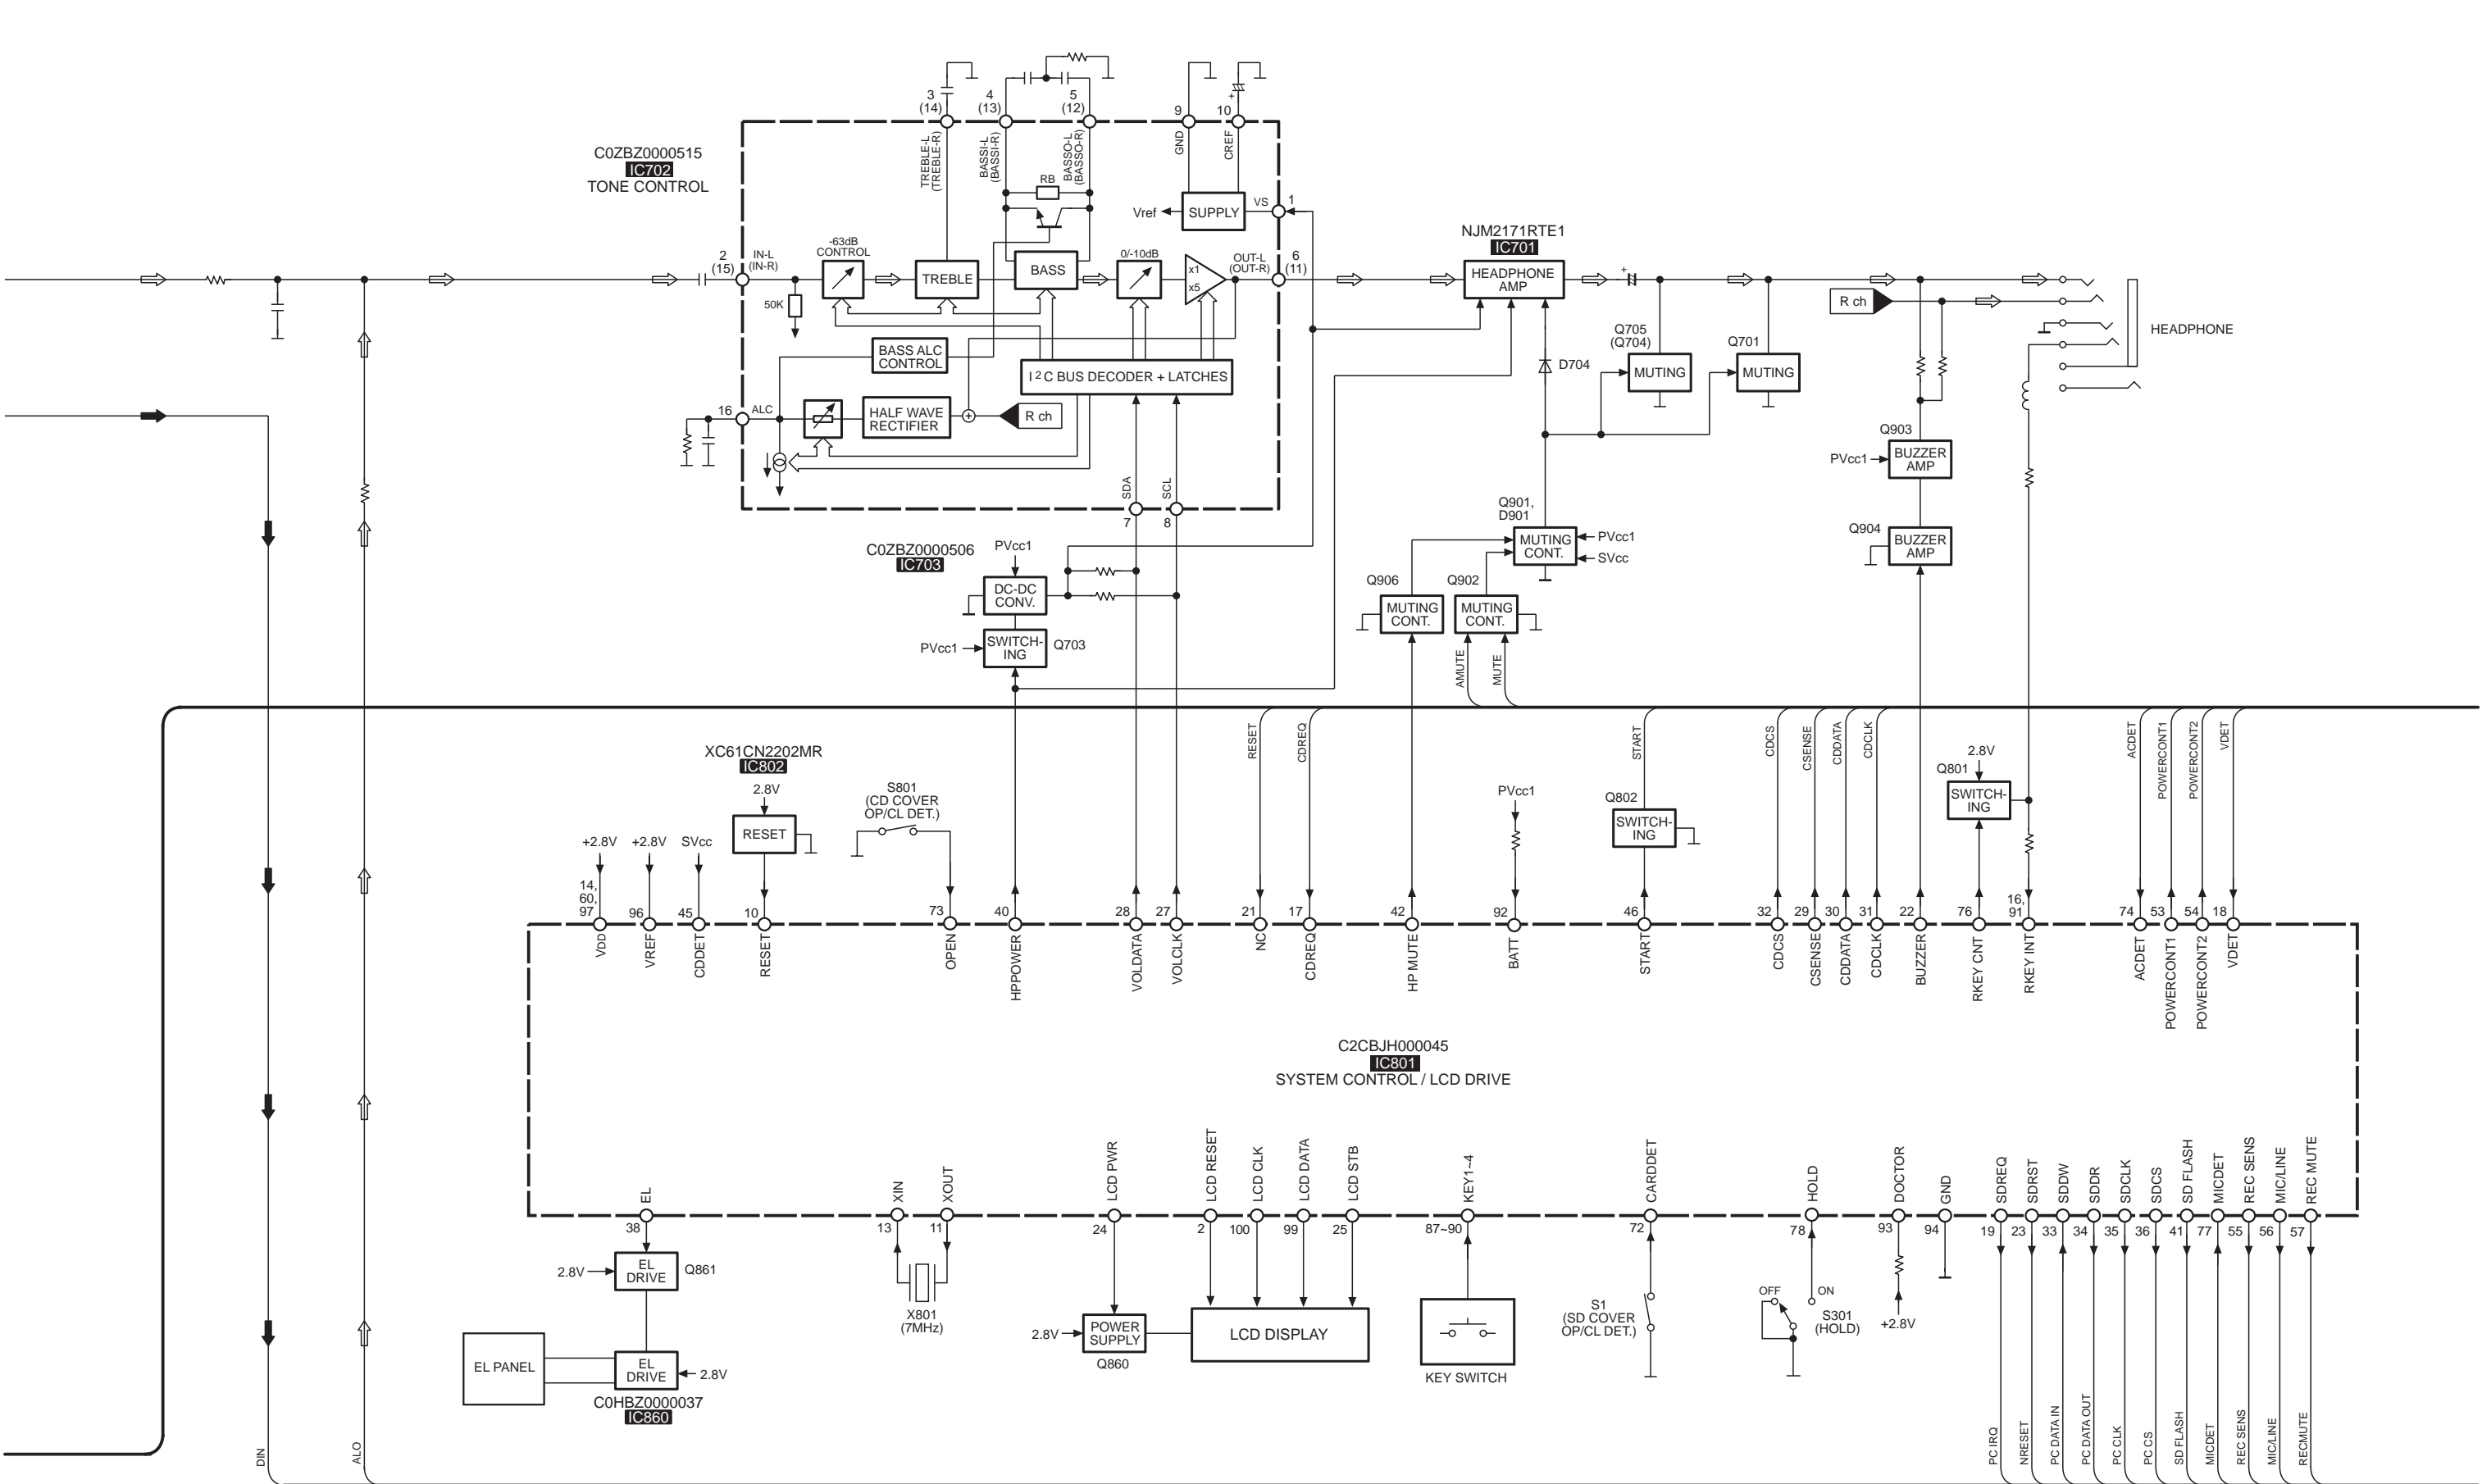 C0ZBZ0000515
IC702
TONE CONTROL
3
(14)
4
(13)
5
(12)
9
10
+
TREBLE-L
(TREBLE-R)
BASSI-L
(BASSI-R)
BASSO-L
(BASSO-R)
GND
CREF
RB
Vref
SUPPLY
VS
1
2
(15)
IN-L
(IN-R)
-63dB
CONTROL
50K
TREBLE
BASS
0/-10dB
x1
x5
OUT-L
(OUT-R)
6
(11)
BASS ALC
CONTROL
I2C BUS DECODER + LATCHES
16
ALC
HALF WAVE
RECTIFIER
+
R ch
SDA
SCL
7
8
NJM2171RTE1
IC701
HEADPHONE
AMP
+
D704
Q705
(Q704)
MUTING
Q701
MUTING
R ch
HEADPHONE
Q903
PVcc1
BUZZER
AMP
Q904
BUZZER
AMP
Q901,
D901
MUTING
CONT.
PVcc1
SVcc
Q906
MUTING
CONT.
Q902
MUTING
CONT.
AMUTE
MUTE
C0ZBZ0000506
IC703
PVcc1
DC-DC
CONV.
PVcc1
SWITCH-
ING
Q703
XC61CN2202MR
IC802
2.8V
RESET
S801
(CD COVER
OP/CL DET.)
+2.8V
+2.8V
SVcc
RESET
CDREQ
PVcc1
START
Q802
SWITCH-
ING
CDCS
CSENSE
CDDATA
CDCLK
2.8V
Q801
SWITCH-
ING
ACDET
POWERCONT1
POWERCONT2
VDET
14,
60,
97
96
45
10
73
40
28
27
21
17
42
92
46
32
29
30
31
22
76
16,
91
74
53
54
18
VDD
VREF
CDDET
RESET
OPEN
HPPOWER
VOLDATA
VOLCLK
NC
CDREQ
HP MUTE
BATT
START
CDCS
CSENSE
CDDATA
CDCLK
BUZZER
RKEY CNT
RKEY INT
ACDET
POWERCONT1
POWERCONT2
VDET
C2CBJH000045
IC801
SYSTEM CONTROL / LCD DRIVE
EL
XIN
XOUT
LCD PWR
LCD RESET
LCD CLK
LCD DATA
LCD STB
KEY1~4
CARDDET
HOLD
DOCTOR
GND
SDREQ
SDRST
SDDW
SDDR
SDCLK
SDCS
SD FLASH
MICDET
REC SENS
MIC/LINE
REC MUTE
38
13
11
24
2
100
99
25
87~90
72
78
93
94
19
23
33
34
35
36
41
77
55
56
57
2.8V
EL
DRIVE
Q861
X801
(7MHz)
2.8V
POWER
SUPPLY
Q860
LCD DISPLAY
KEY SWITCH
S1
(SD COVER
OP/CL DET.)
OFF
ON
S301
(HOLD)
+2.8V
EL PANEL
EL
DRIVE
2.8V
C0HBZ0000037
IC860
DIN
ALO
PC IRQ
NRESET
PC DATA IN
PC DATA OUT
PC CLK
PC CS
SD FLASH
MICDET
REC SENS
MIC/LINE
RECMUTE